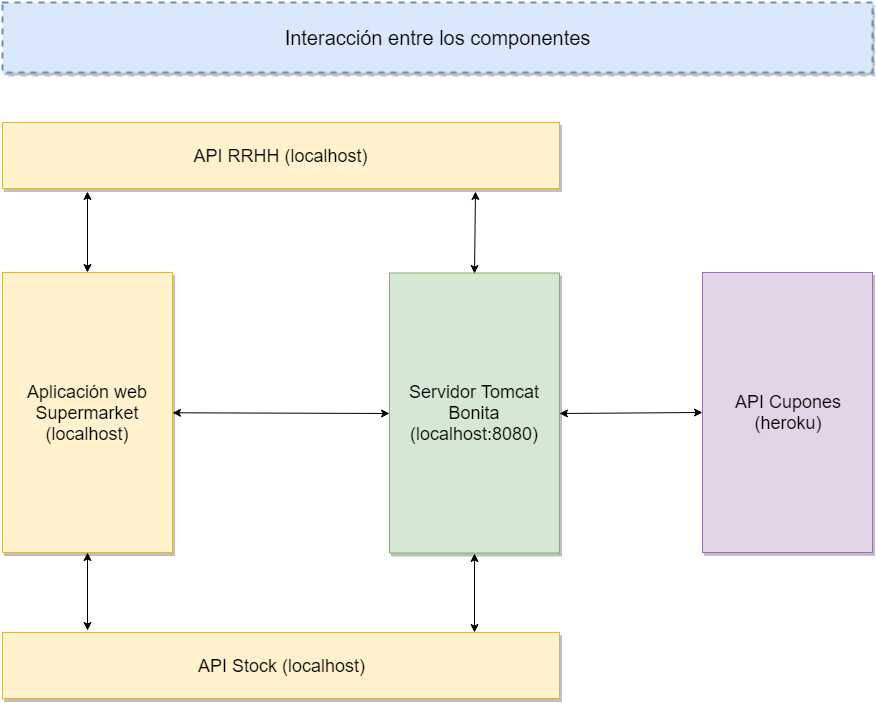 Interacción entre los componentes
API RRHH (localhost)
Aplicación web
Supermarket
(localhost)
Servidor Tomcat
Bonita
(localhost:8080)
API Cupones
(heroku)
API Stock (localhost)